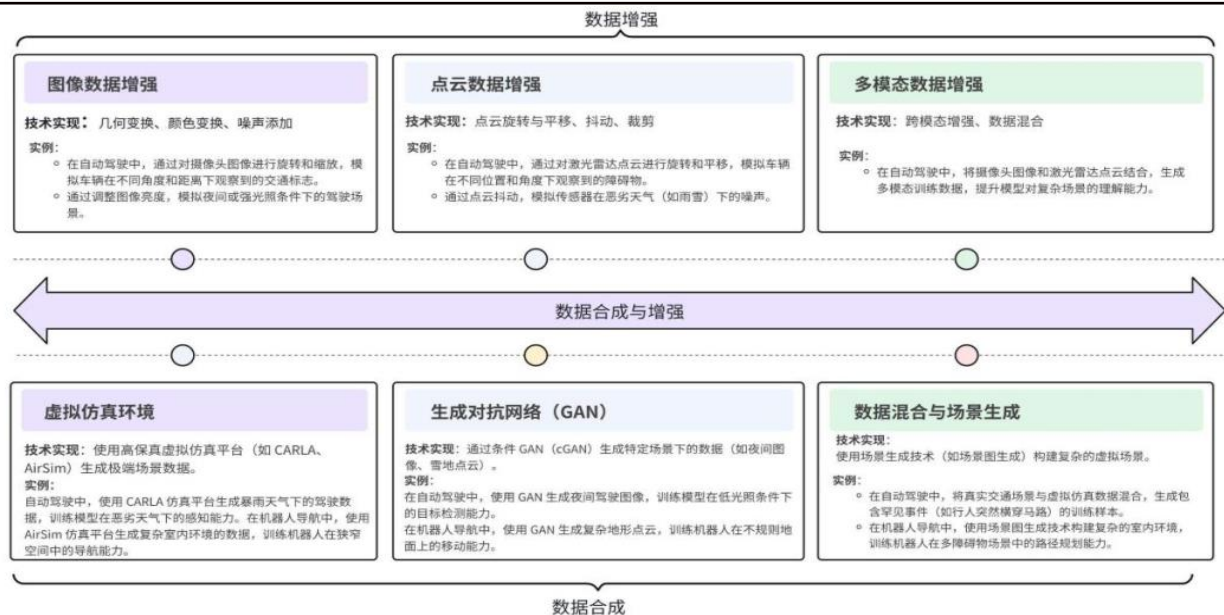 数据增强
图像数据增强
技术实现：几何变换、颜色变换、噪声添加
实例：
在自动驾驶中，通过对摄像头图像进行旋转和缩放，模
拟车辆在不同角度和距离下观察到的交通标志。
通过调整图像亮度，模拟夜间或强光照条件下的驾驶场
景。
点云数据增强
技术实现：点云旋转与平移、抖动、裁剪
实例：
在自动驾驶中，通过对激光雷达点云进行旋转和平移，模拟车辆
在不同位置和角度下观察到的障碍物。
通过点云抖动，模拟传感器在恶劣天气（如雨雪）下的噪声。
多模态数据增强
技术实现：跨模态增强、数据混合
实例：
在自动驾驶中，将摄像头图像和激光雷达点云结合，生成
多模态训练数据，提升模型对复杂场景的理解能力。
数据合成与增强
虚拟仿真环境
技术实现：使用高保真虚拟仿真平台（如 CARLA、
AirSim）生成极端场景数据。
实例：
自动驾驶中，使用 CARLA 仿真平台生成暴雨天气下的驾驶数
据，训练模型在恶劣天气下的感知能力。在机器人导航中，使用
AirSim 仿真平台生成复杂室内环境的数据，训练机器人在狭窄
空间中的导航能力。
生成对抗网络（GAN）
技术实现：通过条件 GAN（cGAN）生成特定场景下的数据（如夜间图
像、雪地点云）。
实例：
在自动驾驶中，使用 GAN 生成夜间驾驶图像，训练模型在低光照条件下
的目标检测能力。
在机器人导航中，使用 GAN 生成复杂地形点云，训练机器人在不规则地
面上的移动能力。
数据混合与场景生成
技术实现：
使用场景生成技术（如场景图生成）构建复杂的虚拟场景。
实例：
在自动驾驶中，将真实交通场景与虚拟仿真数据混合，生成包
含罕见事件（如行人突然横穿马路）的训练样本。
在机器人导航中，使用场景图生成技术构建复杂的室内环境，
训练机器人在多障碍物场景中的路径规划能力。
数据合成